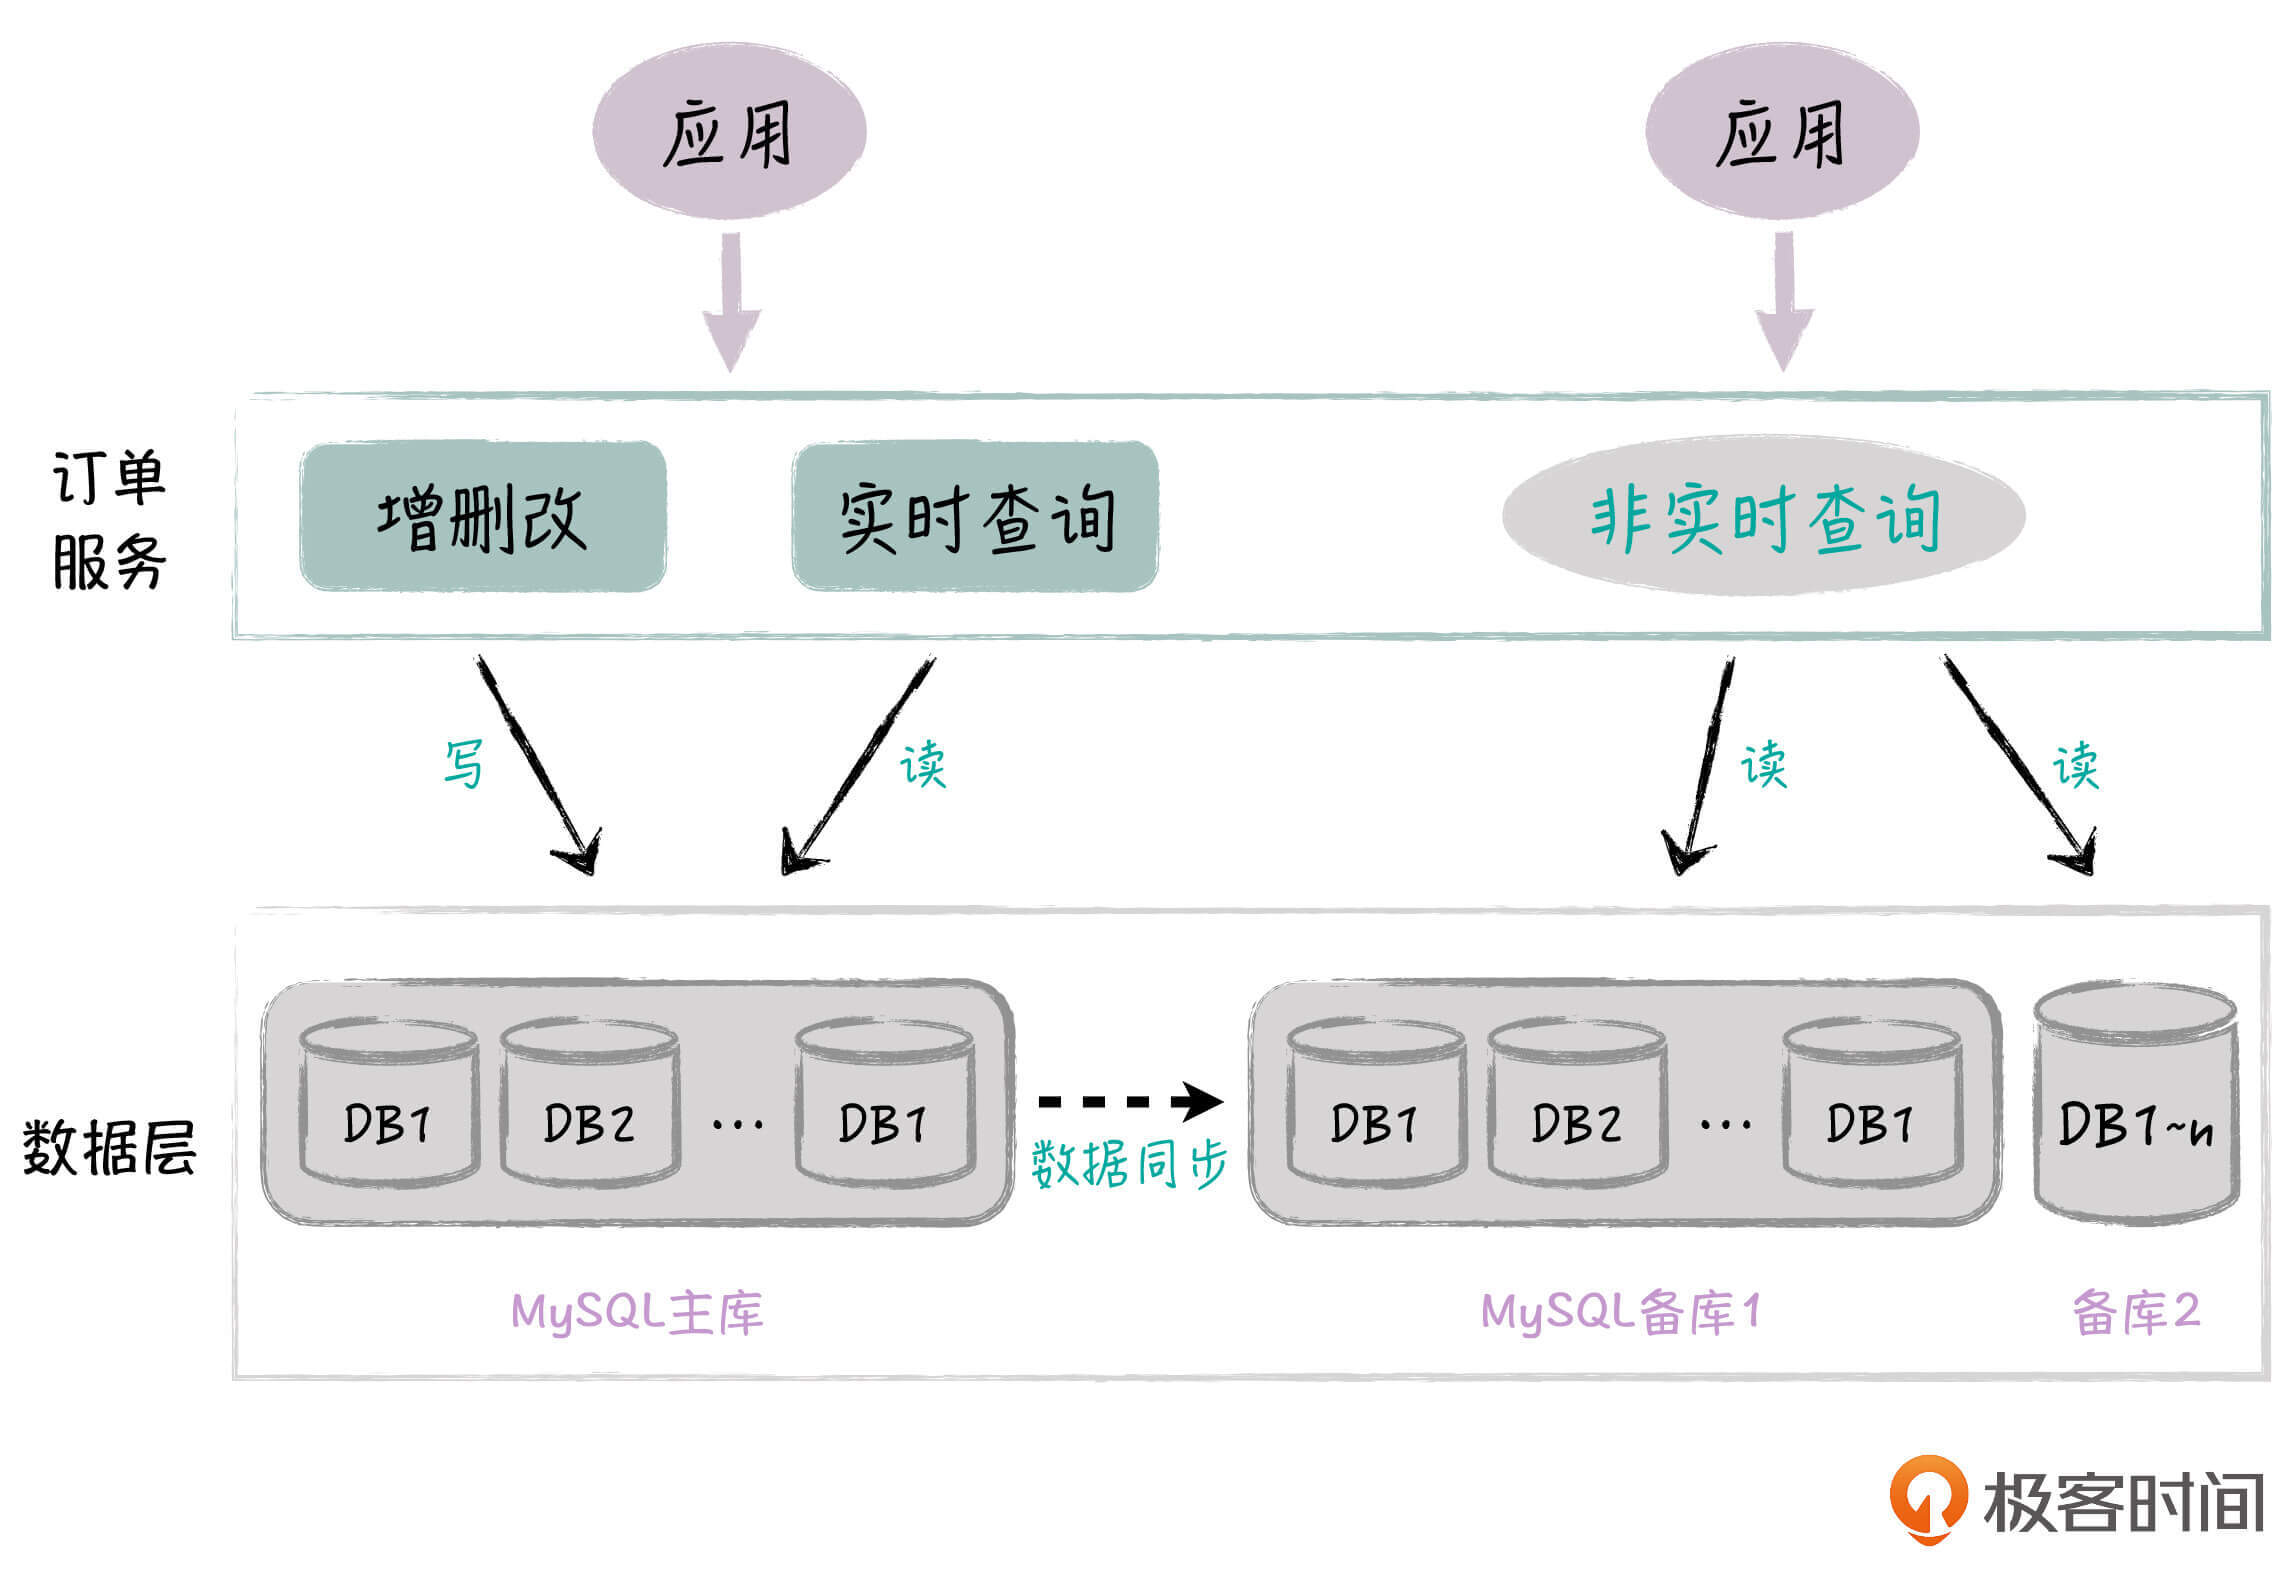 应用
应用
订单
服务
增删改
实时查询
非实时查询
写
读
读
读
数据层
DB1
DB2
...
DB1
数据同步
DB1
DB2
...
DB1
DB1~n
MySQL主库
MySQL备库1
备库2
极客时间